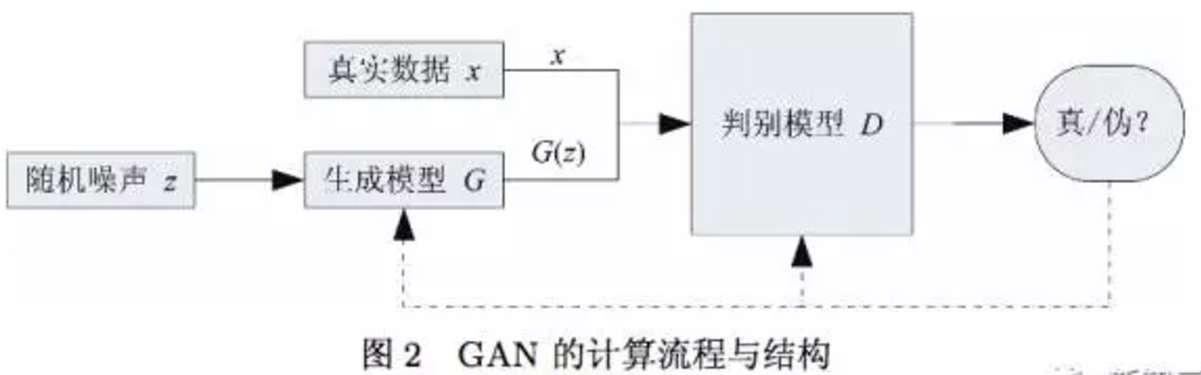 真实数据 x
x
判别模型 D
真/伪？
G(z)
随机噪声 z
生成模型 G
图 2 GAN 的计算流程与结构